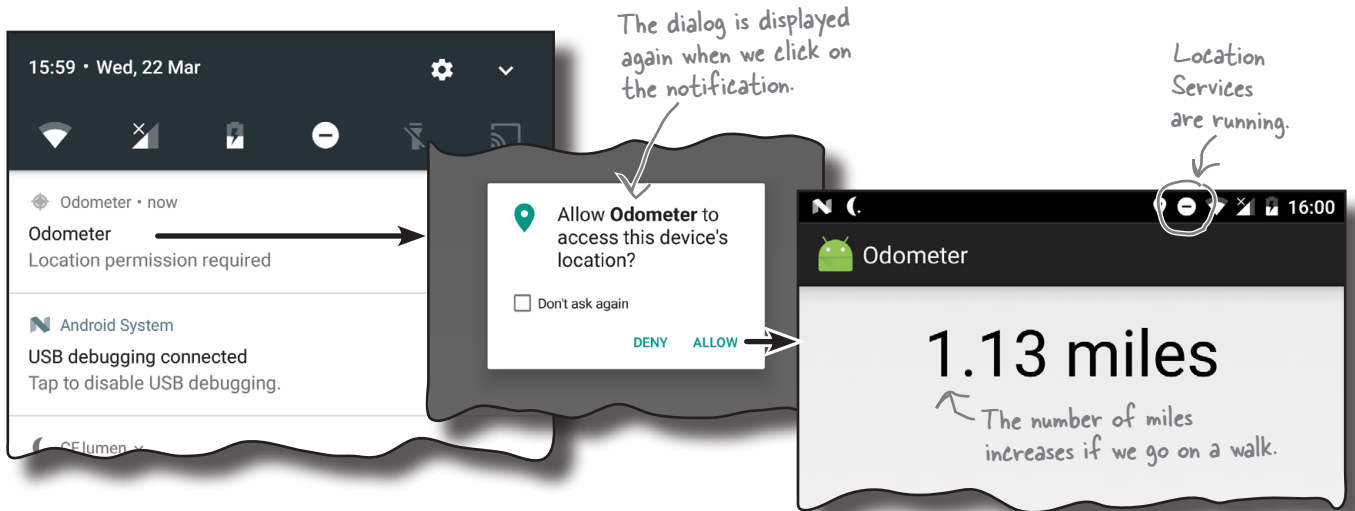 The dialog is displayed
again when we click on
the notification.
Location
Services
are running.
15:59 • Wed, 22 Mar
Odometer • now
Odometer
Location permission required
Android System
USB debugging connected
Tap to disable USB debugging.
CF.lumen
Allow Odometer to
access this device's
location?
Don't ask again
DENY ALLOW
16:00
Odometer
1.13 miles
The number of miles
increases if we go on a walk.